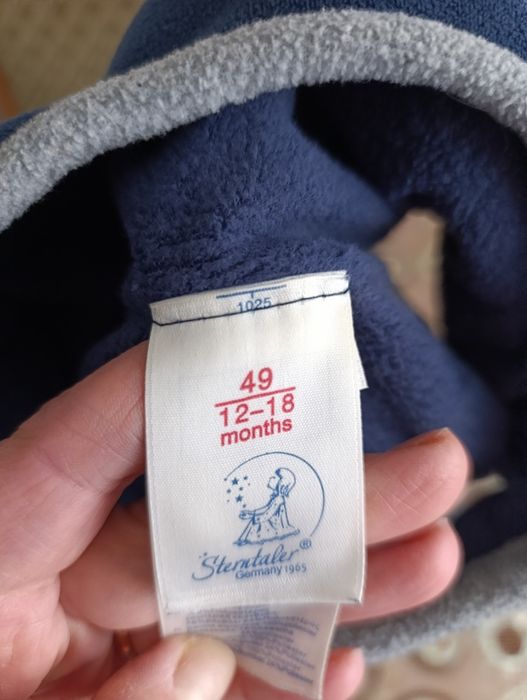 1025
49
12-18
months
Sterntaler®
Germany 1965